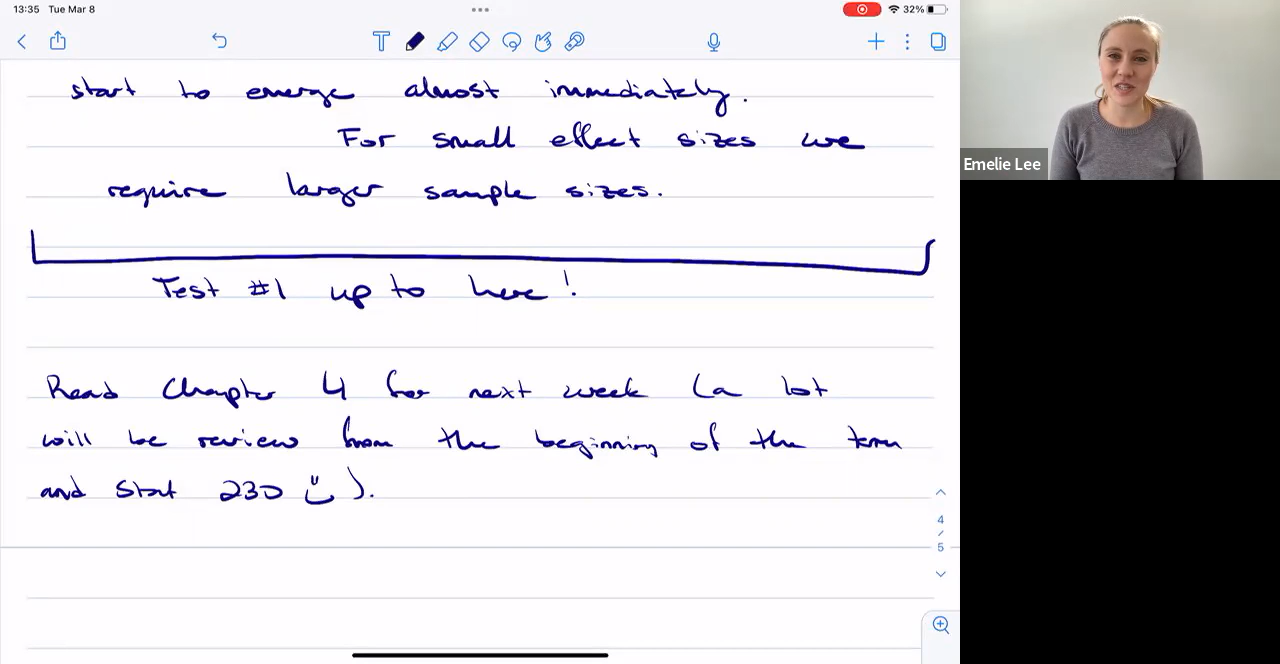 13:35 Tue Mar 8
32%
T
start to emerge almost immediately.
For small effect sizes we
require larger sample sizes.
Test #1 up to here!
Read Chapter 4 for next week (a lot
will be review from the beginning of the term
and Stat 230 ).
4
/
5
Emelie Lee